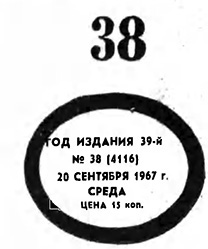 38
ГОД ИЗДАНИЯ 39-й
№ 38 (4116)
20 СЕНТЯБРЯ 1967 г.
СРЕДА
ЦЕНА 15 коп.